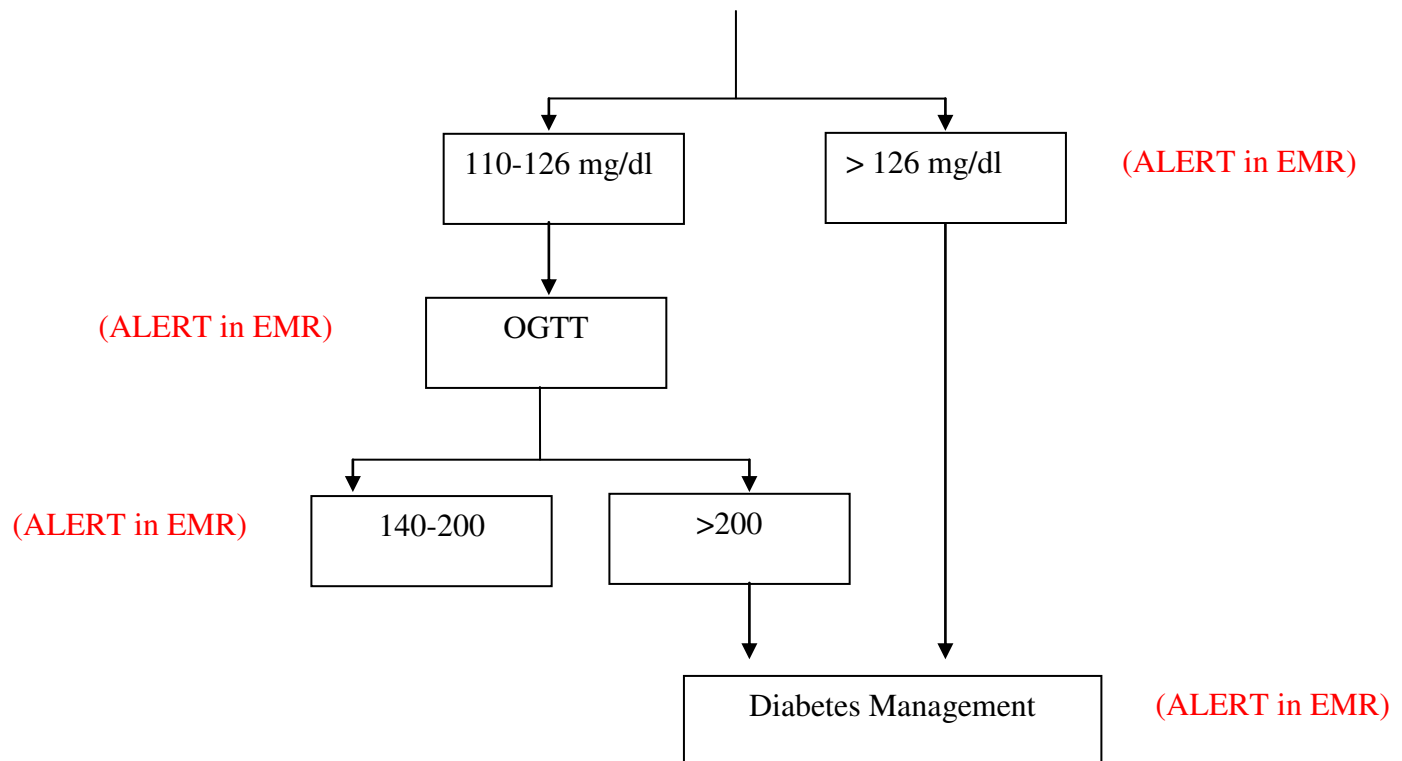 110-126 mg/dl
> 126 mg/dl
(ALERT in EMR)
(ALERT in EMR)
OGTT
(ALERT in EMR)
140-200
>200
Diabetes Management
(ALERT in EMR)